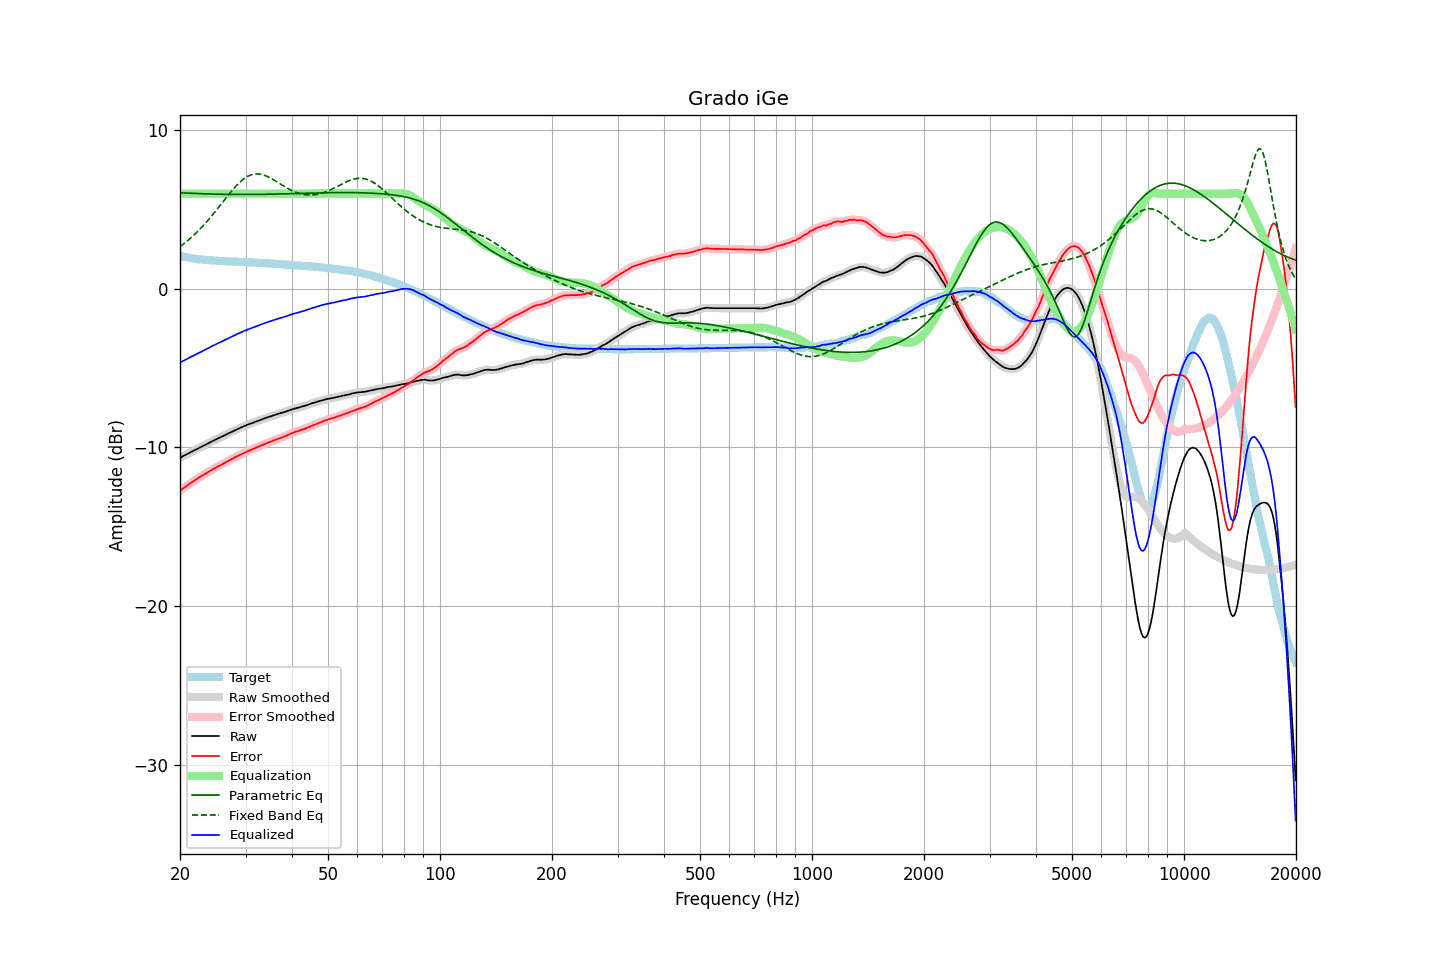 Grado iGe
10
0
−10
−20
−30
Amplitude (dBr)
Target
Raw Smoothed
Error Smoothed
Raw
Error
Equalization
Parametric Eq
Fixed Band Eq
Equalized
20 50 100 200 500 1000 2000 5000 10000 20000
Frequency (Hz)